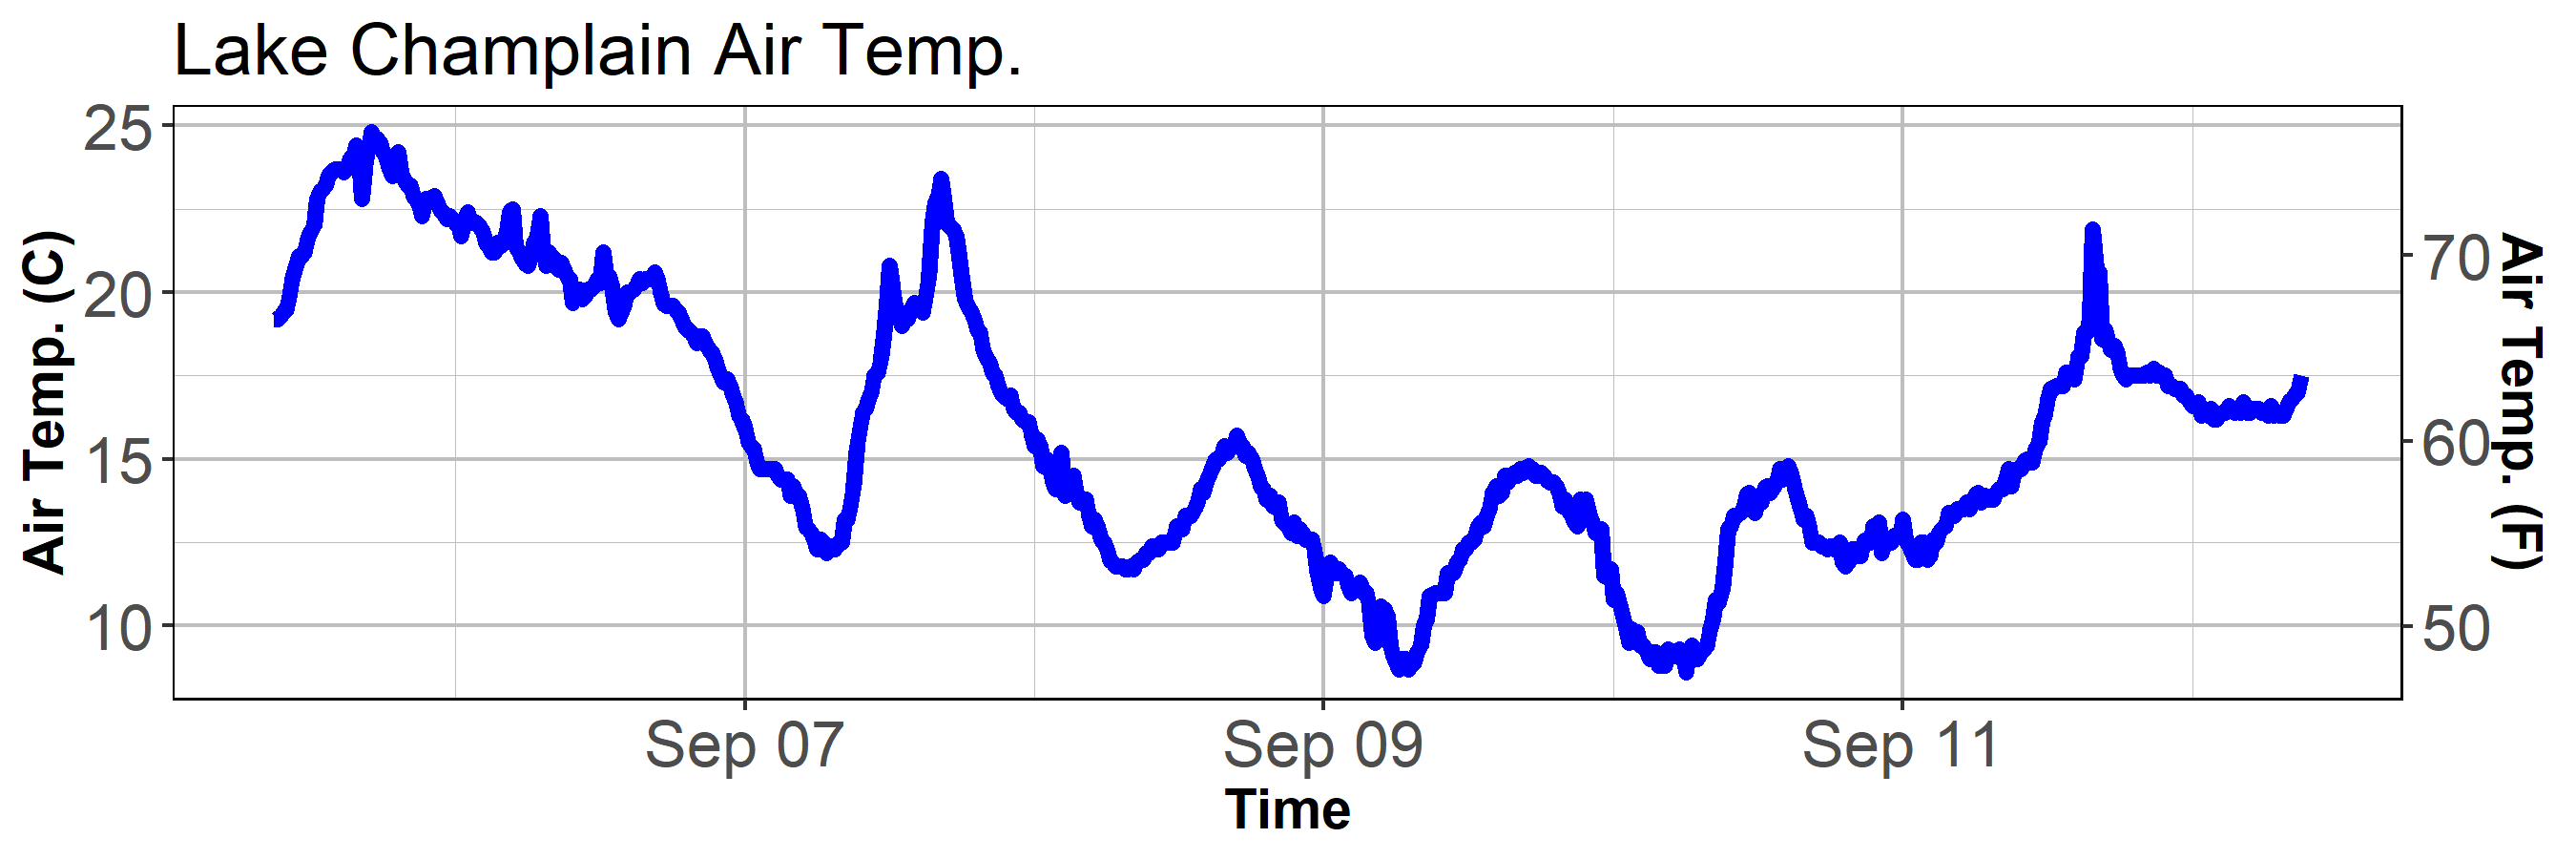 Lake Champlain Air Temp.
Air Temp. (C)
25
20
15
10
70
60
50
Air Temp. (F)
Sep 07
Sep 09
Sep 11
Time